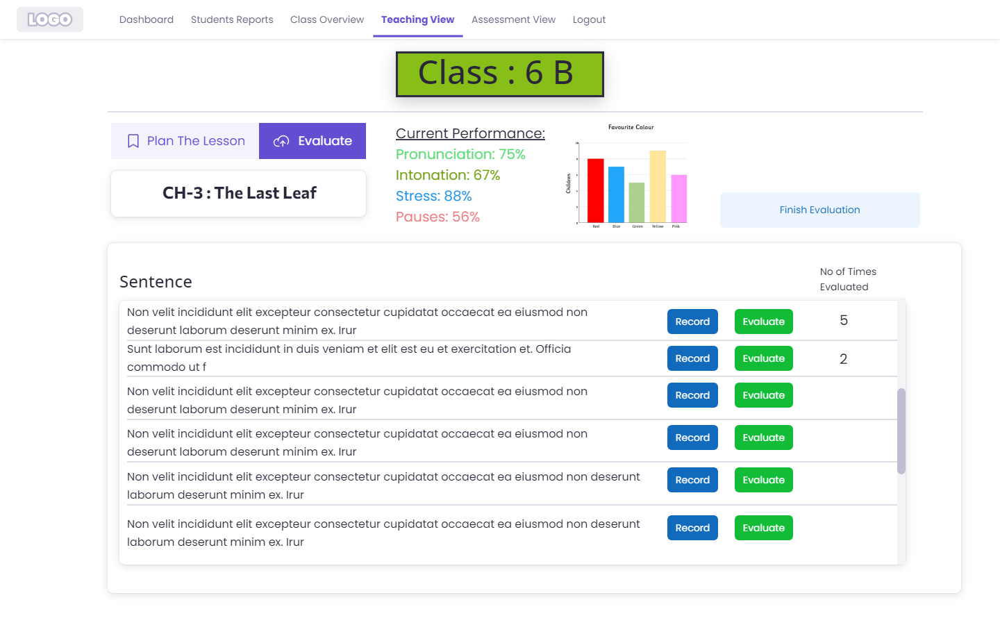 LOGO
Dashboard
Students Reports
Class Overview
Teaching View
Assessment View
Logout
Class : 6 B
Plan The Lesson
Evaluate
CH-3 : The Last Leaf
Current Performance:
Pronunciation: 75%
Intonation: 67%
Stress: 88%
Pauses: 56%
Favourite Colour
Children
10
8
6
4
2
0
Red Blue Green Yellow Pink
Finish Evaluation
Sentence
No of Times
Evaluated
Non velit incididunt elit excepteur consectetur cupidatat occaecat ea eiusmod non
deserunt laborum deserunt minim ex. Irur
Record
Evaluate
5
Sunt laborum est incididunt in duis veniam et elit est eu et exercitation et. Officia
commodo ut f
Record
Evaluate
2
Non velit incididunt elit excepteur consectetur cupidatat occaecat ea eiusmod non
deserunt laborum deserunt minim ex. Irur
Record
Evaluate
Non velit incididunt elit excepteur consectetur cupidatat occaecat ea eiusmod non
deserunt laborum deserunt minim ex. Irur
Record
Evaluate
Non velit incididunt elit excepteur consectetur cupidatat occaecat ea eiusmod non deserunt
laborum deserunt minim ex. Irur
Record
Evaluate
Non velit incididunt elit excepteur consectetur cupidatat occaecat ea eiusmod non deserunt
laborum deserunt minim ex. Irur
Record
Evaluate